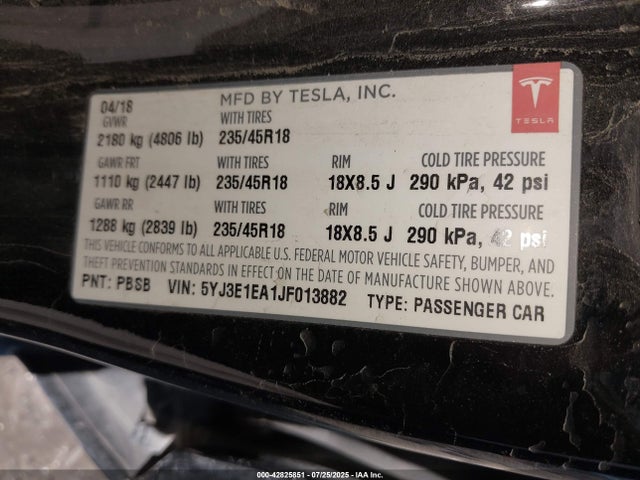 04/18 MFD BY TESLA, INC.
GVWR WITH TIRES
2180 kg (4806 lb) 235/45R18
GAWR FRT WITH TIRES RIM COLD TIRE PRESSURE
1110 kg (2447 lb) 235/45R18 18X8.5 J 290 kPa, 42 psi
GAWR RR WITH TIRES RIM COLD TIRE PRESSURE
1288 kg (2839 lb) 235/45R18 18X8.5 J 290 kPa, 42 psi
THIS VEHICLE CONFORMS TO ALL APPLICABLE U.S. FEDERAL MOTOR VEHICLE SAFETY, BUMPER, AND
THEFT PREVENTION STANDARDS IN EFFECT ON THE DATE OF MANUFACTURE SHOWN ABOVE.
PNT: PBSB VIN: 5YJ3E1EA1JF013882 TYPE: PASSENGER CAR
TESLA
000-42825851 - 07/25/2025 - IAA Inc.